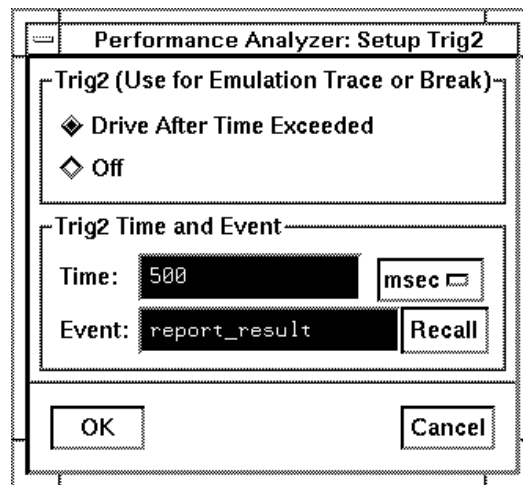 Performance Analyzer: Setup Trig2
Trig2 (Use for Emulation Trace or Break)
Drive After Time Exceeded
Off
Trig2 Time and Event
Time: 500 msec
Event: report_result Recall
OK Cancel